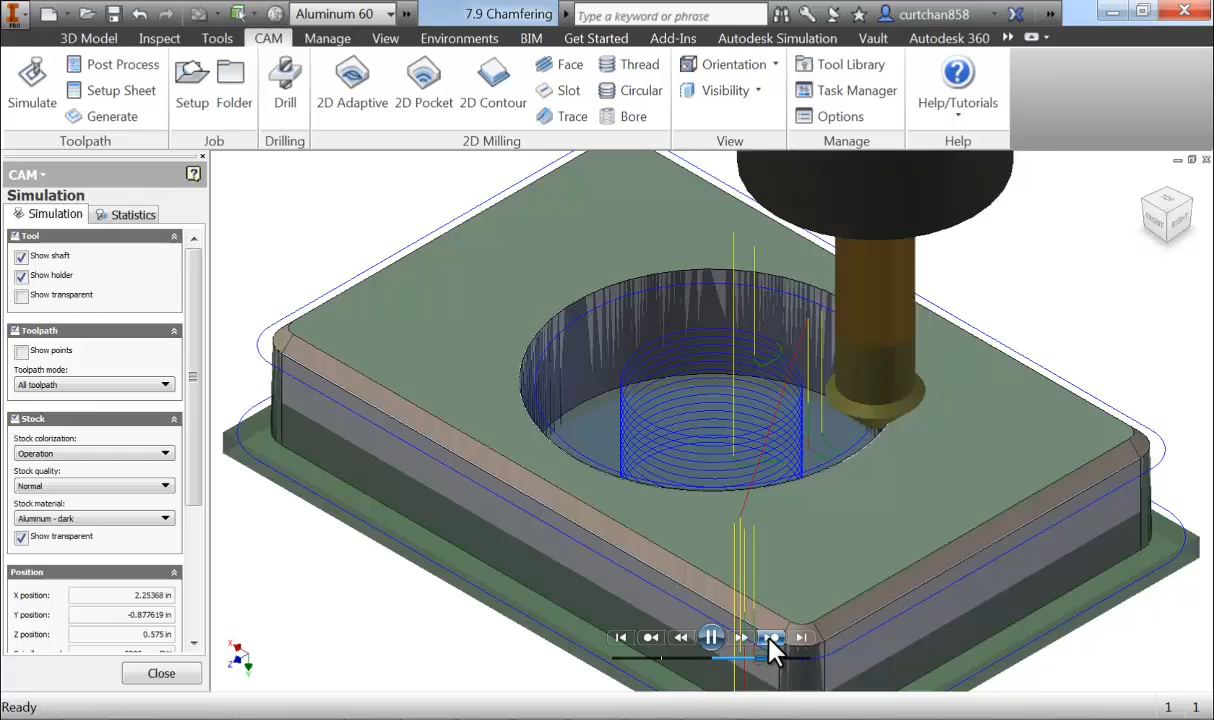 PRO
Aluminum 60
7.9 Chamfering
Type a keyword or phrase
curtchan858
3D Model
Inspect
Tools
CAM
Manage
View
Environments
BIM
Get Started
Add-Ins
Autodesk Simulation
Vault
Autodesk 360
Simulate
Post Process
Setup Sheet
Generate
Toolpath
Setup
Folder
Job
Drill
Drilling
2D Adaptive
2D Pocket
2D Contour
Face
Slot
Trace
Thread
Circular
Bore
2D Milling
Orientation
Visibility
View
Tool Library
Task Manager
Options
Manage
Help/Tutorials
Help
CAM
Simulation
Simulation
Statistics
Tool
Show shaft
Show holder
Show transparent
Toolpath
Show points
Toolpath mode:
All toolpath
Stock
Stock colorization:
Operation
Stock quality:
Normal
Stock material:
Aluminum - dark
Show transparent
Position
X position:
2.25368 in
Y position:
-0.877619 in
Z position:
0.575 in
Close
TOP
FRONT
RIGHT
X
Z
Y
Ready
1
1